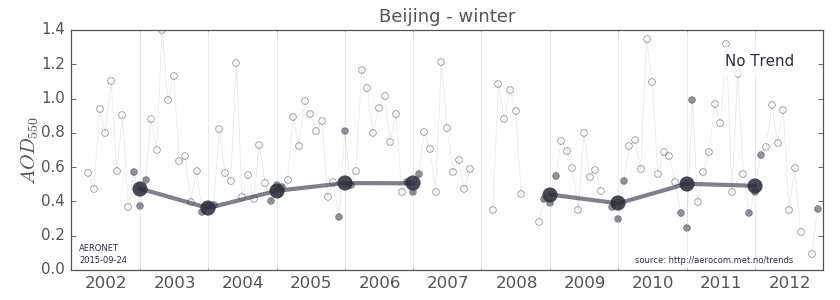 Beijing - winter
1.4
1.2
1.0
0.8
0.6
0.4
0.2
0.0
AOD550
No Trend
AERONET
2015-09-24
source: http://aerocom.met.no/trends
2002 2003 2004 2005 2006 2007 2008 2009 2010 2011 2012